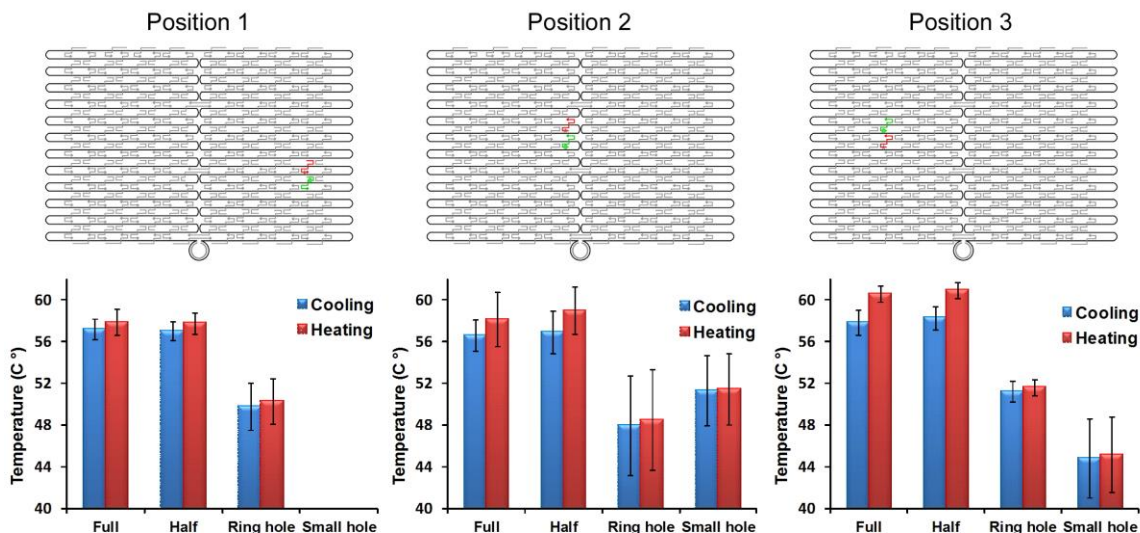 Position 1
Position 2
Position 3
Temperature (C °)
60
56
52
48
44
40
Cooling
Heating
Full
Half
Ring hole
Small hole
Temperature (C °)
60
56
52
48
44
40
Cooling
Heating
Full
Half
Ring hole
Small hole
Temperature (C °)
60
56
52
48
44
40
Cooling
Heating
Full
Half
Ring hole
Small hole